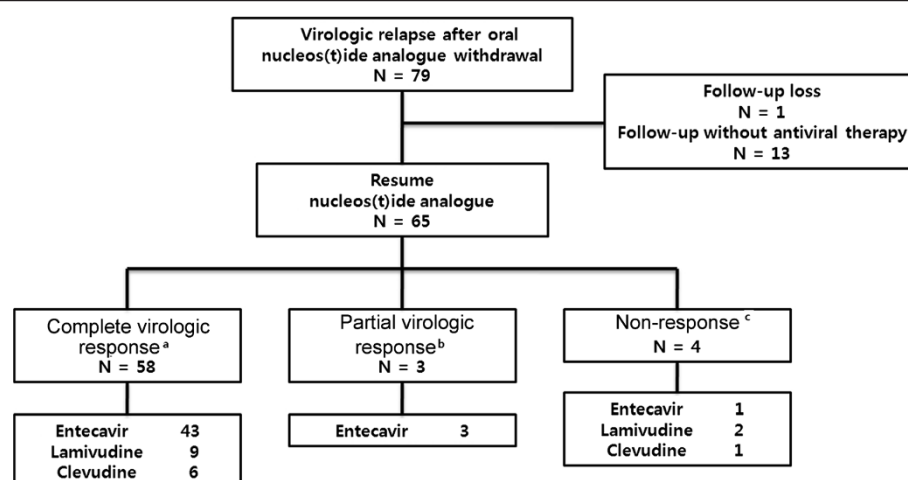 Virologic relapse after oral
nucleos(t)ide analogue withdrawal
N = 79
Follow-up loss
N = 1
Follow-up without antiviral therapy
N = 13
Resume
nucleos(t)ide analogue
N = 65
Complete virologic
response a
N = 58
Partial virologic
response b
N = 3
Non-response c
N = 4
Entecavir 43
Lamivudine 9
Clevudine 6
Entecavir 3
Entecavir 1
Lamivudine 2
Clevudine 1